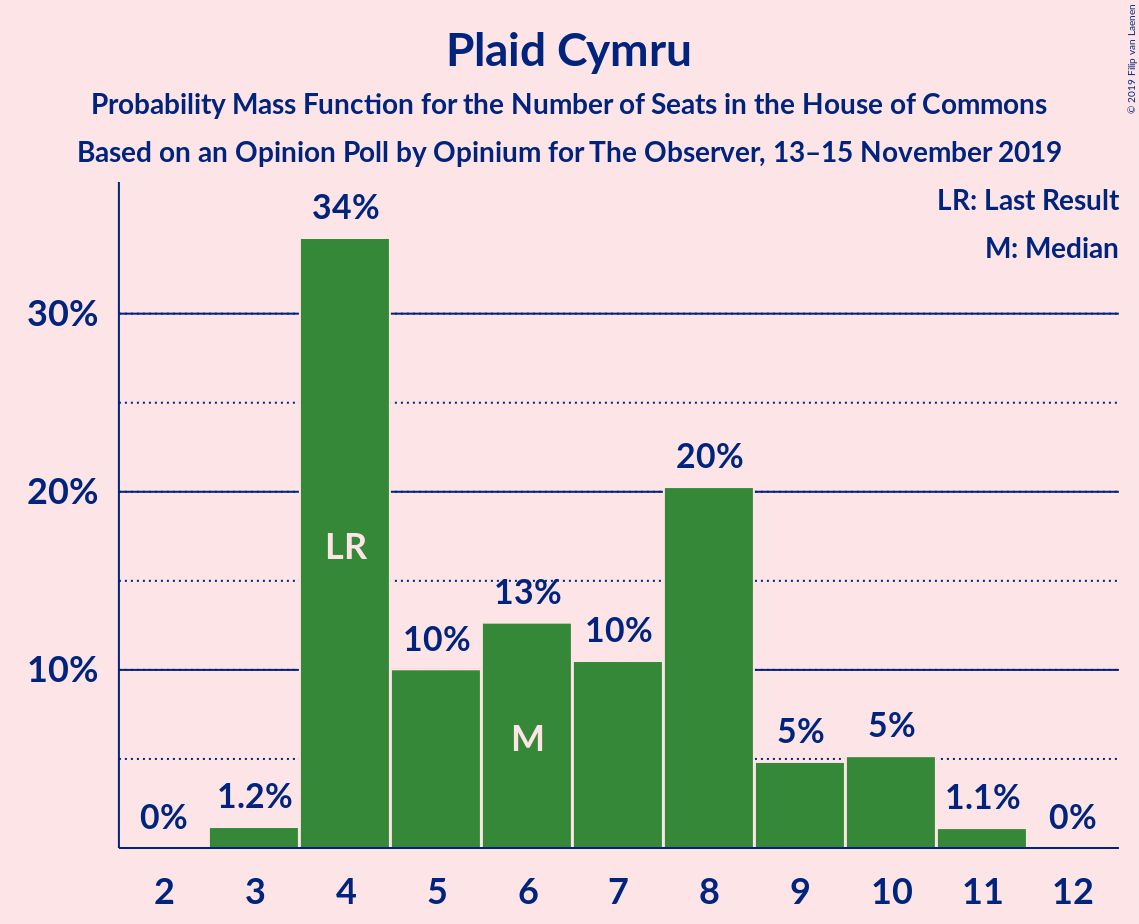 Plaid Cymru
Probability Mass Function for the Number of Seats in the House of Commons
Based on an Opinion Poll by Opinium for The Observer, 13–15 November 2019
© 2019 Filip van Laenen
LR: Last Result
M: Median
34%
30%
20%
20%
LR
13%
10%
10%
10%
M
5%
5%
1.2%
1.1%
0%
0%
2 3 4 5 6 7 8 9 10 11 12